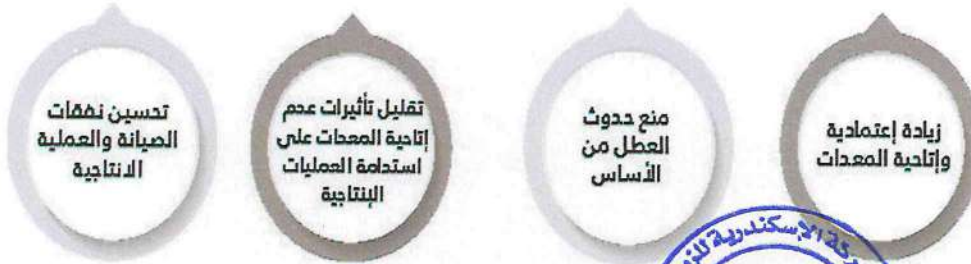 زيادة إعتمادية
وإتاحية المعدات
منع حدوث
العطل من
الأساس
تقليل تأثيرات عدم
إتاحية المعدات على
استدامة العمليات
الإنتاجية
تحسين نفقات
الصيانة والعملية
الانتاجية
الإسكندرية